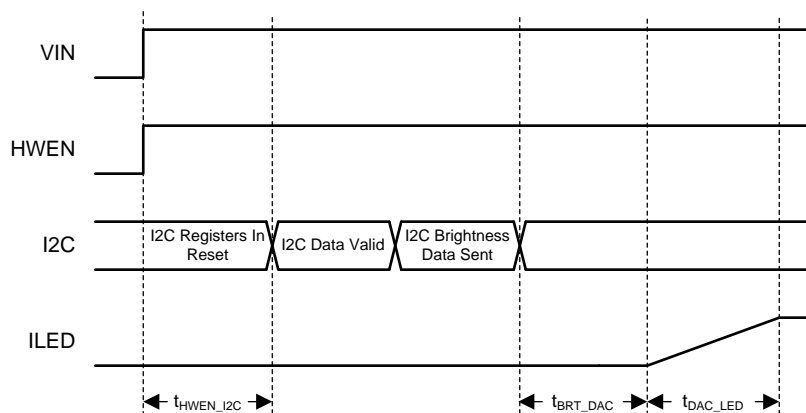 VIN
HWEN
I2C
I2C Registers In
Reset
I2C Data Valid
I2C Brightness
Data Sent
ILED
tHWEN_I2C
tBRT_DAC
tDAC_LED